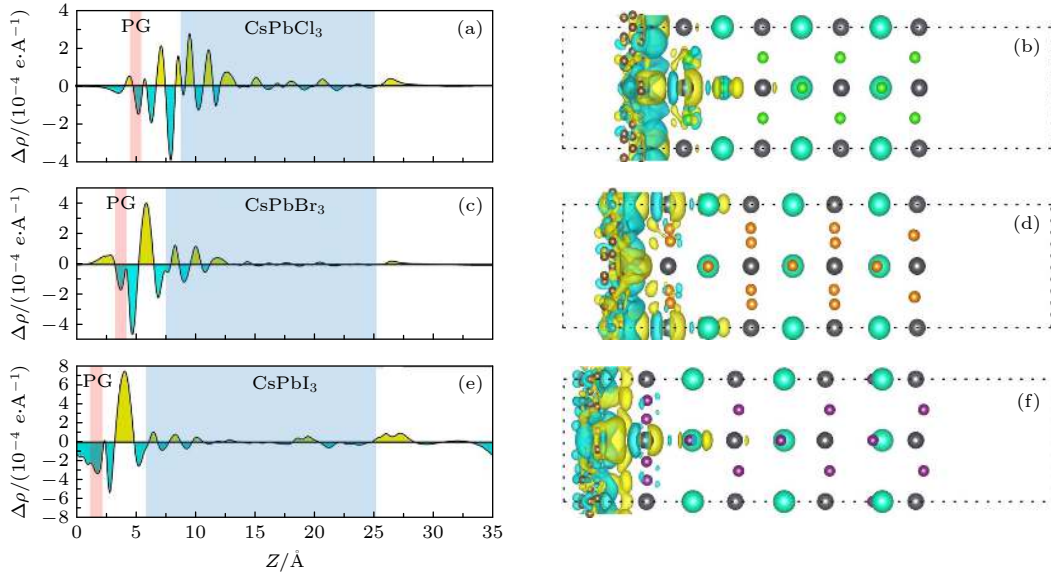 4
2
0
−2
−4
Δρ/(10⁻⁴ e·A⁻¹)
PG
CsPbCl₃
(a)
(b)
4
2
0
−2
−4
Δρ/(10⁻⁴ e·A⁻¹)
PG
CsPbBr₃
(c)
(d)
8
6
4
2
0
−2
−4
−6
−8
Δρ/(10⁻⁴ e·A⁻¹)
PG
CsPbI₃
(e)
(f)
0 5 10 15 20 25 30 35
Z/Å